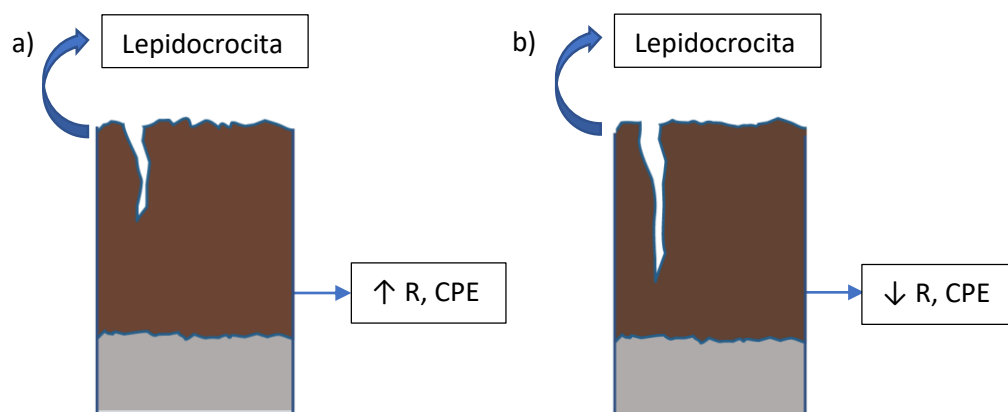 a)
Lepidocrocita
↑ R, CPE
b)
Lepidocrocita
↓ R, CPE